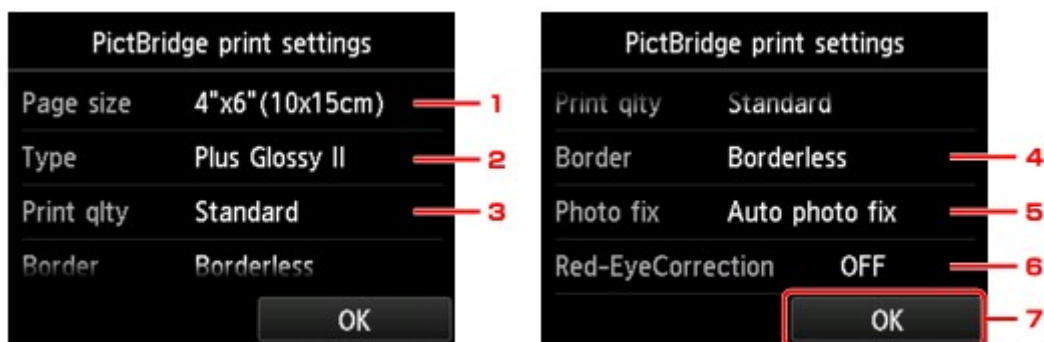 PictBridge print settings
Page size 4"x6"(10x15cm) 1
Type Plus Glossy II 2
Print qlty Standard 3
Border Borderless
OK
PictBridge print settings
Print qlty Standard
Border Borderless 4
Photo fix Auto photo fix 5
Red-EyeCorrection OFF 6
OK 7